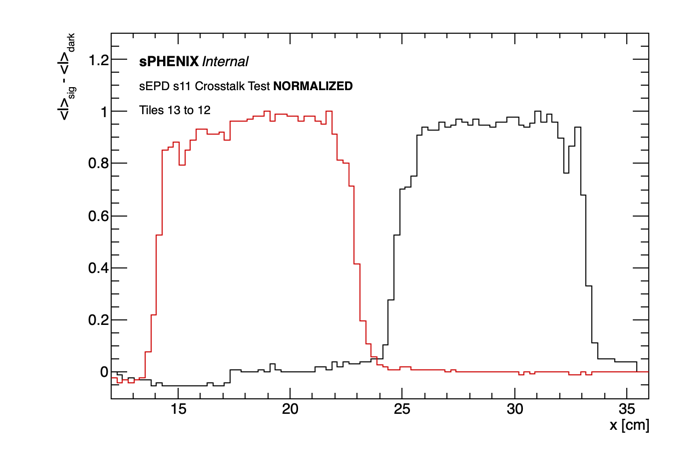 <I>sig - <I>dark
sPHENIX Internal
sEPD s11 Crosstalk Test NORMALIZED
Tiles 13 to 12
1.2
1
0.8
0.6
0.4
0.2
0
15 20 25 30 35
x [cm]